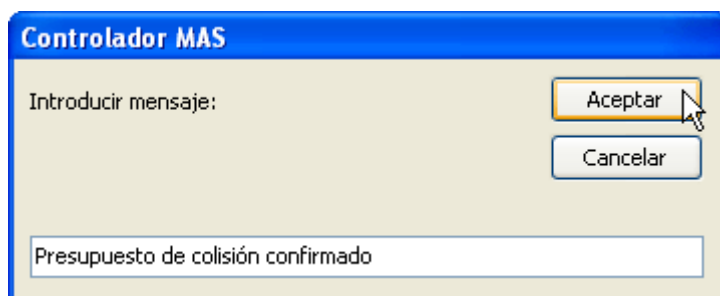 Controlador MAS
Introducir mensaje:
Aceptar
Cancelar
Presupuesto de colisión confirmado